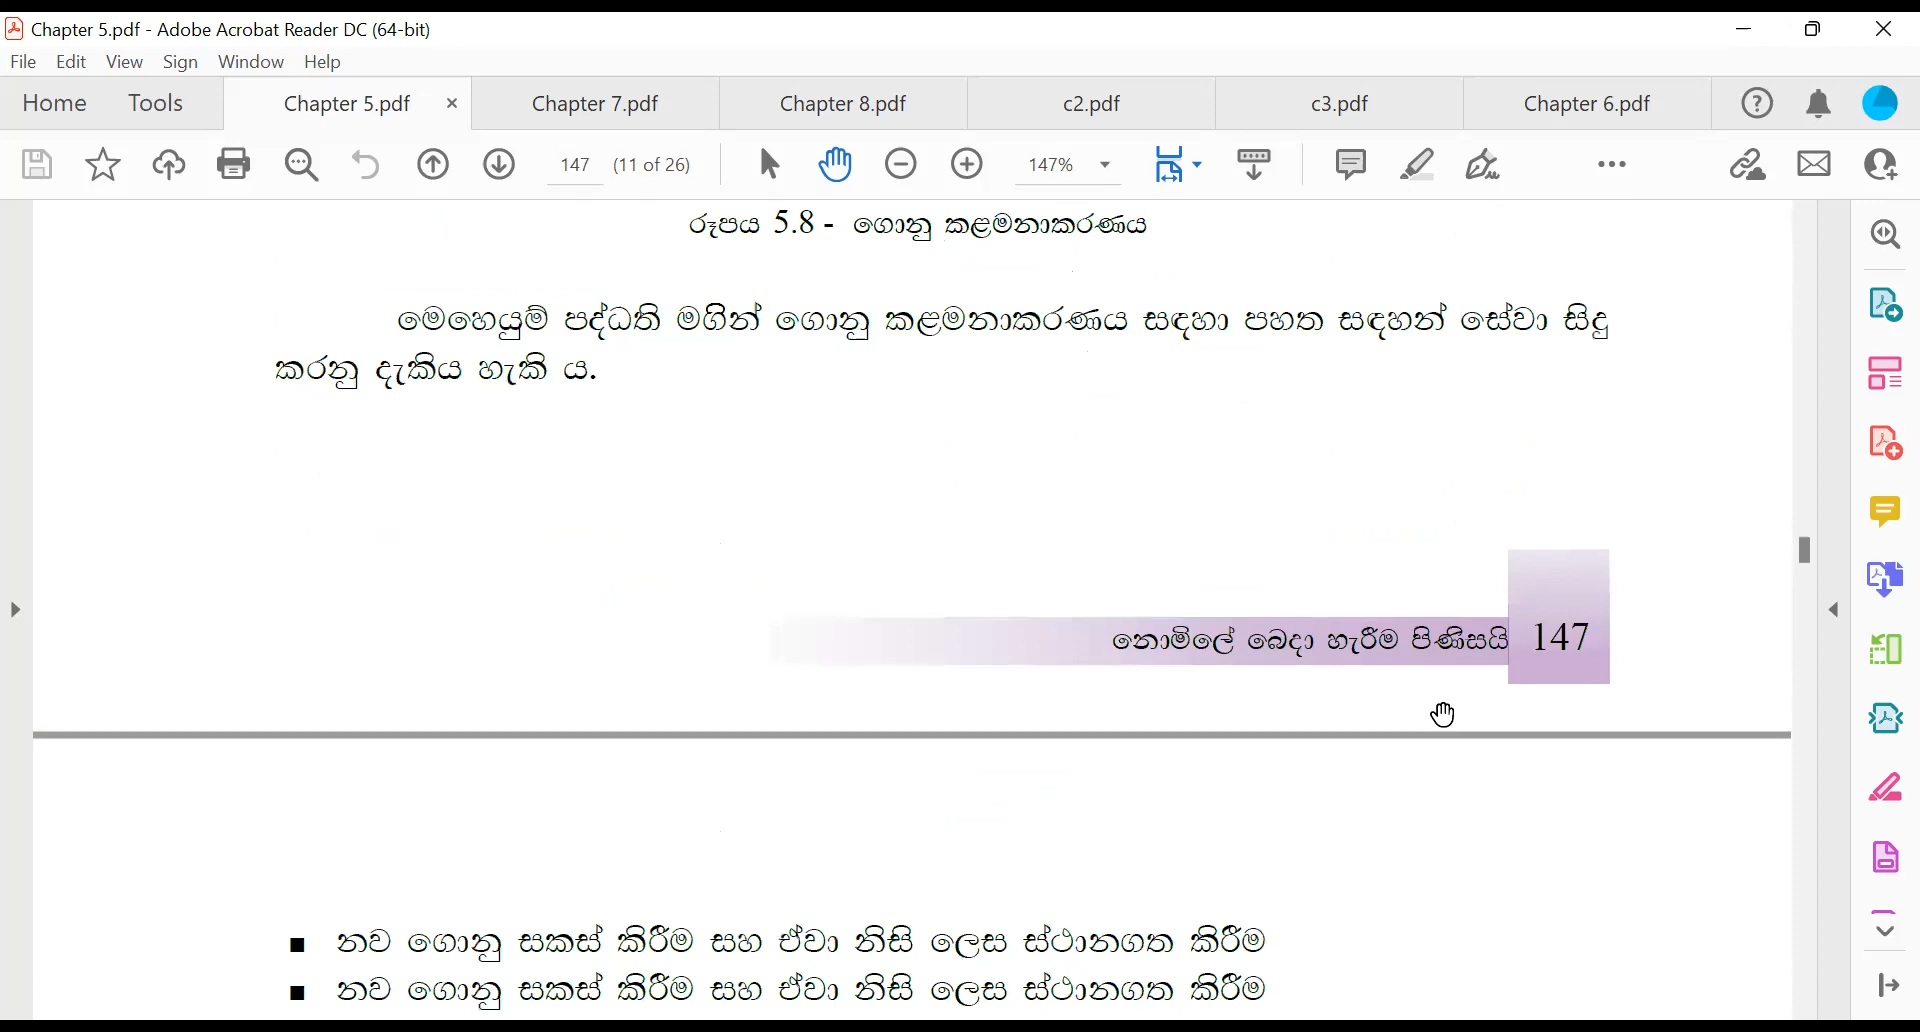 Chapter 5.pdf - Adobe Acrobat Reader DC (64-bit)
File Edit View Sign Window Help
Home Tools Chapter 5.pdf × Chapter 7.pdf Chapter 8.pdf c2.pdf c3.pdf Chapter 6.pdf
147 (11 of 26) 147%
රූපය 5.8 - ගොනු කළමනාකරණය
මෙහෙයුම් පද්ධති මගින් ගොනු කළමනාකරණය සඳහා පහත සඳහන් සේවා සිදු
කරනු දැකිය හැකි ය.
නොමිලේ බෙදා හැරීම පිණිසයි 147
■ නව ගොනු සකස් කිරීම සහ ඒවා නිසි ලෙස ස්ථානගත කිරීම
■ නව ගොනු සකස් කිරීම සහ ඒවා නිසි ලෙස ස්ථානගත කිරීම